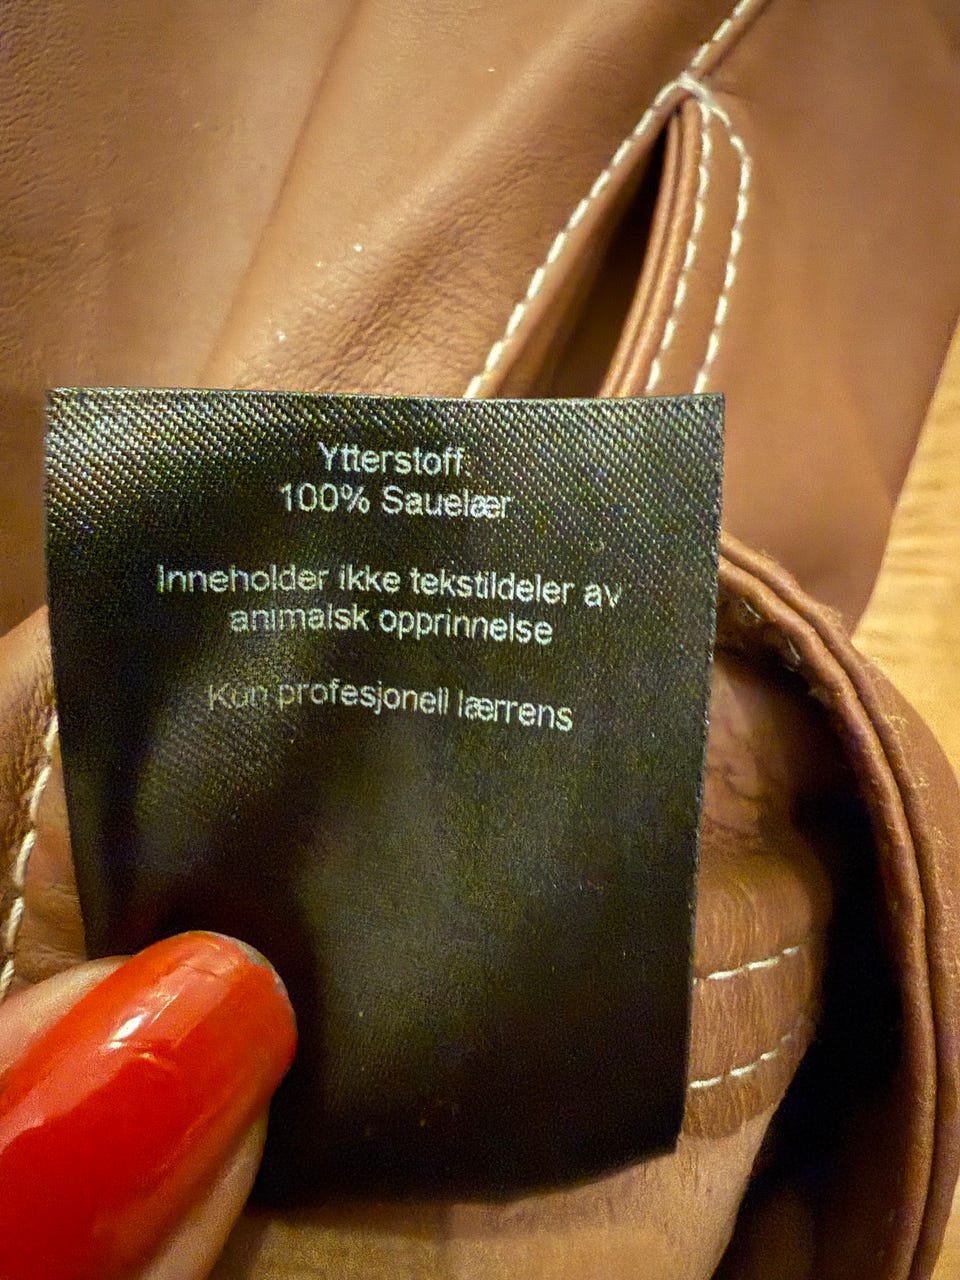 Ytterstoff
100% Sauelær
Inneholder ikke tekstildeler av
animalsk opprinnelse
Kun profesjonell lærrens